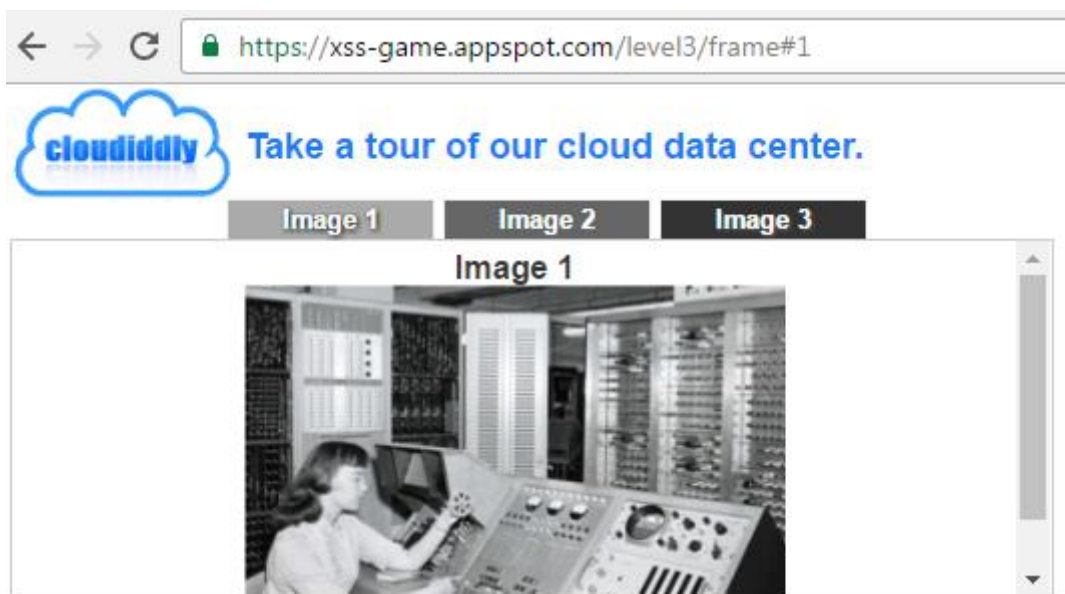 https://xss-game.appspot.com/level3/frame#1
cloudiddly
Take a tour of our cloud data center.
Image 1 Image 2 Image 3
Image 1